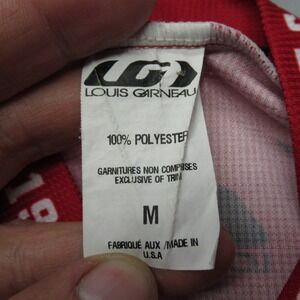 LOUIS GARNEAU
100% POLYESTER
GARNITURES NON COMPRISES
EXCLUSIVE OF TRIM
M
FABRIQUÉ AUX / MADE IN
U.S.A